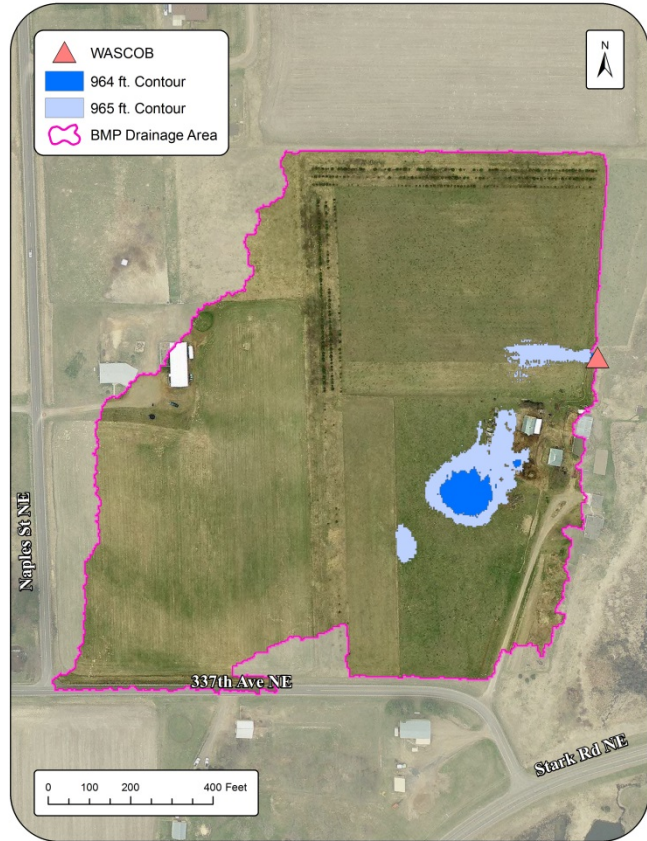 WASCOB
964 ft. Contour
965 ft. Contour
BMP Drainage Area
N
Naples St NE
337th Ave NE
Stark Rd NE
0 100 200 400 Feet